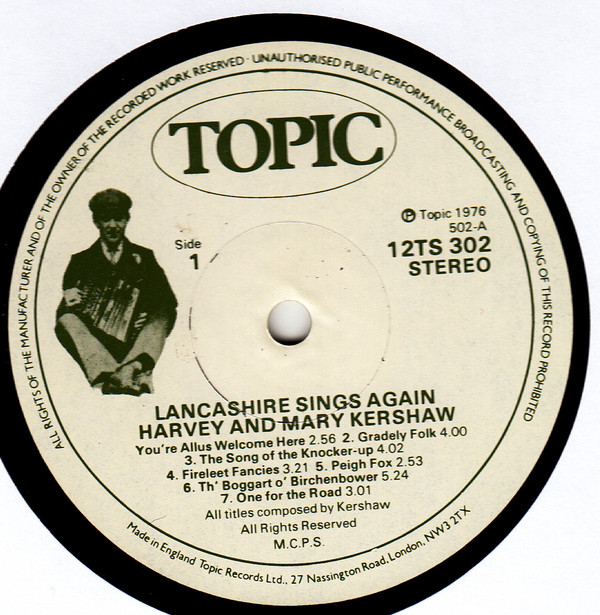 ALL RIGHTS OF THE MANUFACTURER AND OF THE OWNER OF THE RECORDED WORK RESERVED · UNAUTHORISED PUBLIC PERFORMANCE BROADCASTING AND COPYING OF THIS RECORD PROHIBITED
TOPIC
Side
1
℗ Topic 1976
502-A
12TS 302
STEREO
LANCASHIRE SINGS AGAIN
HARVEY AND MARY KERSHAW
You're Allus Welcome Here 2.56 2. Gradely Folk 4.00
3. The Song of the Knocker-up 4.02
4. Fireleet Fancies 3.21 5. Peigh Fox 2.53
6. Th' Boggart o' Birchenbower 5.24
7. One for the Road 3.01
All titles composed by Kershaw
All Rights Reserved
M.C.P.S.
Made in England Topic Records Ltd., 27 Nassington Road, London, NW3 2TX